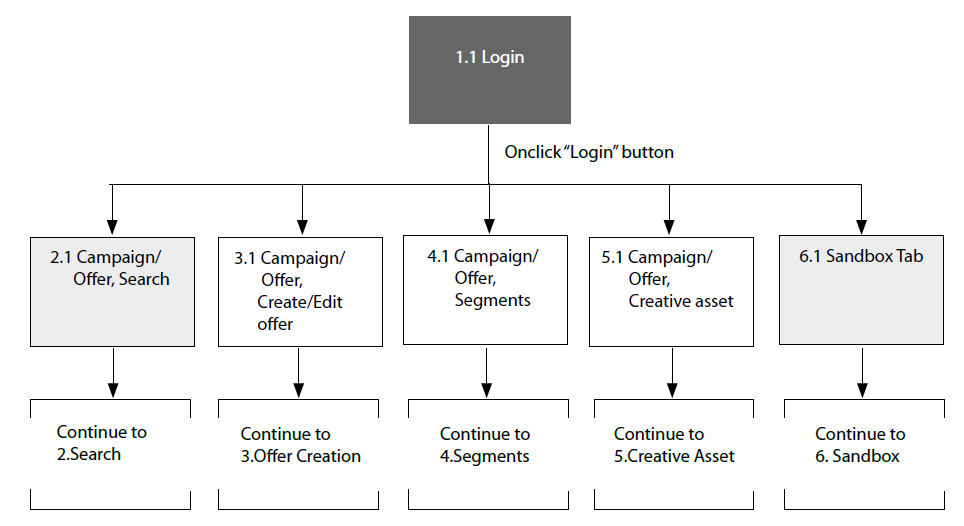 1.1 Login
Onclick “Login” button
2.1 Campaign/
Offer, Search
3.1 Campaign/
Offer,
Create/Edit
offer
4.1 Campaign/
Offer,
Segments
5.1 Campaign/
Offer,
Creative asset
6.1 Sandbox Tab
Continue to
2.Search
Continue to
3.Offer Creation
Continue to
4.Segments
Continue to
5.Creative Asset
Continue to
6. Sandbox